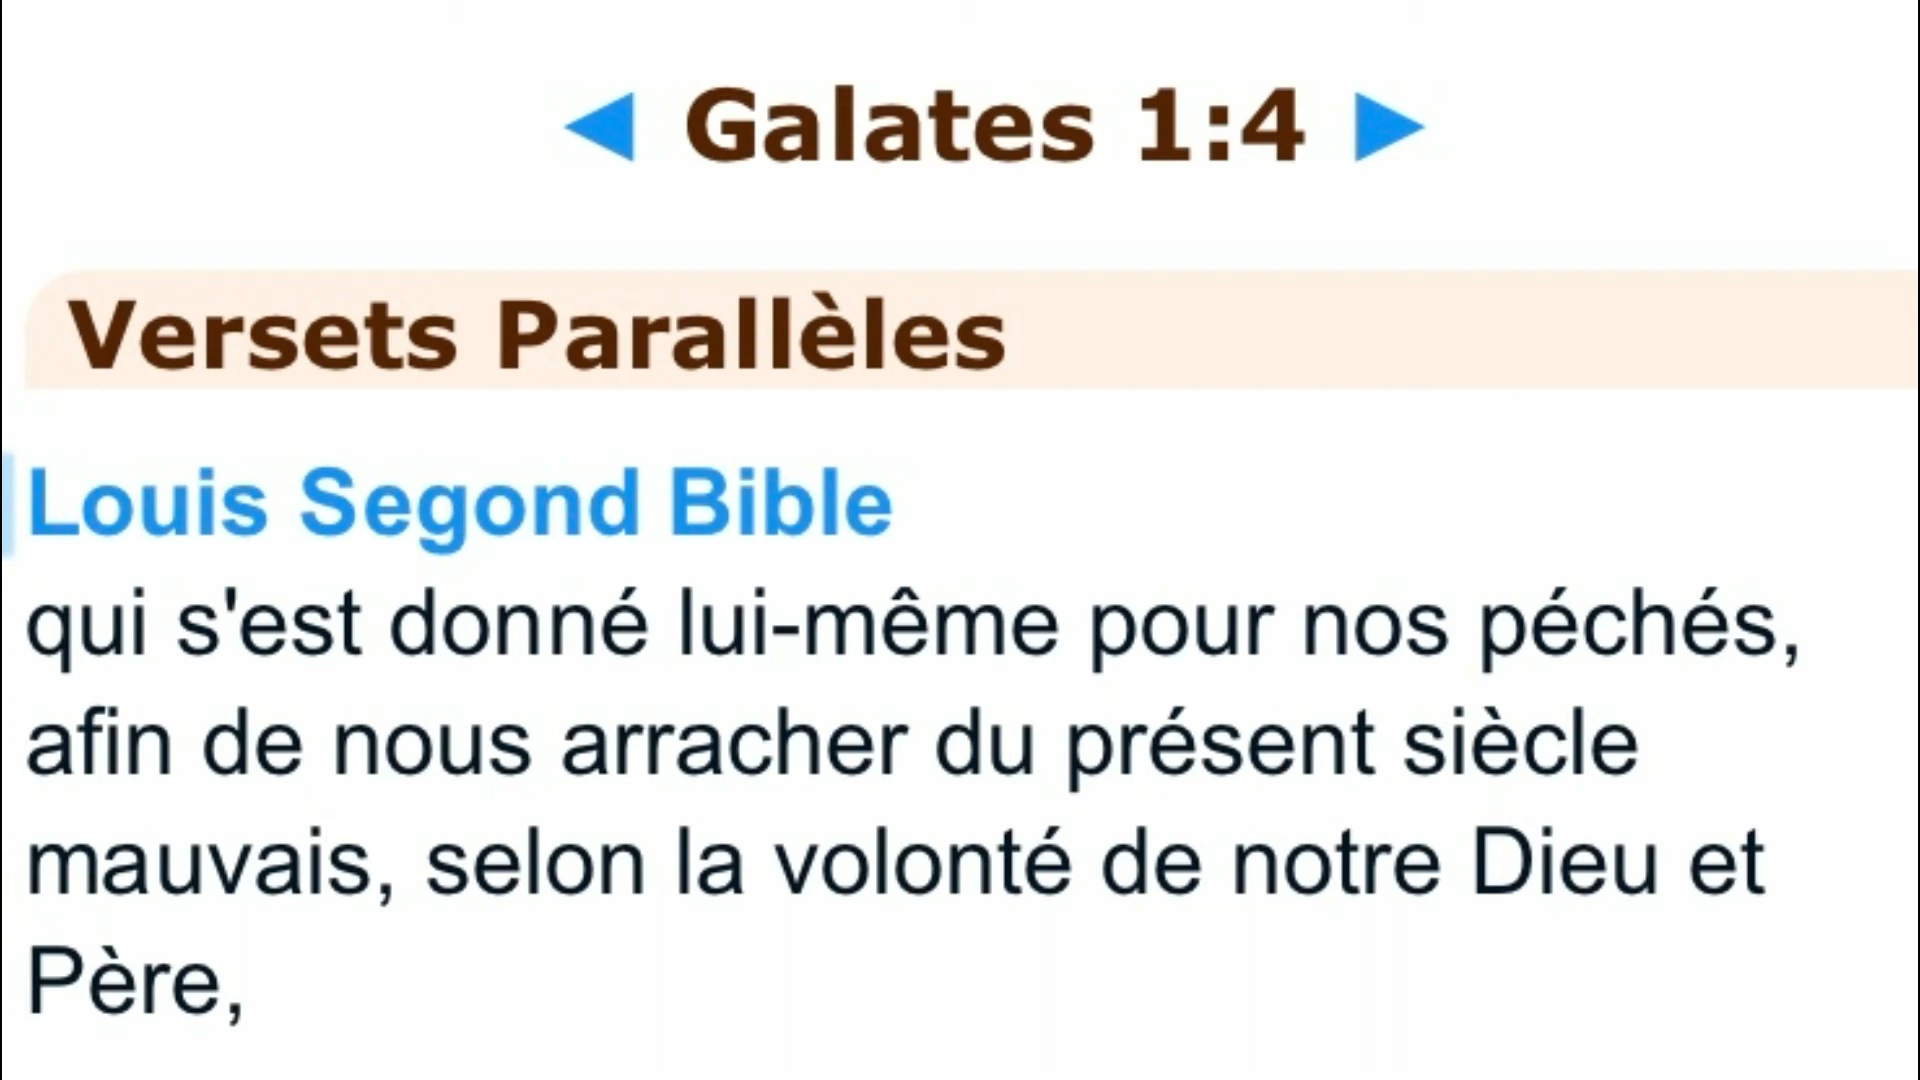 Galates 1:4
Versets Parallèles
Louis Segond Bible
qui s'est donné lui-même pour nos péchés,
afin de nous arracher du présent siècle
mauvais, selon la volonté de notre Dieu et
Père,